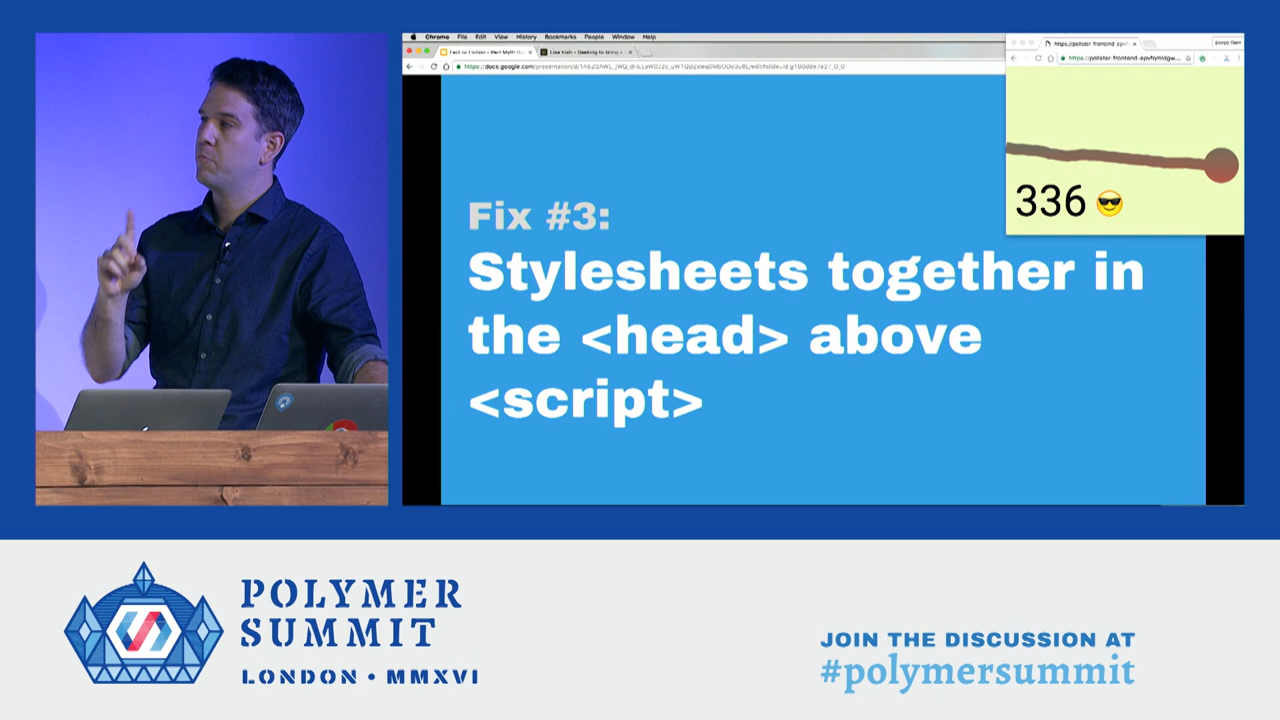 Chrome File Edit View History Bookmarks People Window Help
Fix #3:
Stylesheets together in
the <head> above
<script>
336 😎
POLYMER
SUMMIT
LONDON • MMXVI
JOIN THE DISCUSSION AT
#polymersummit